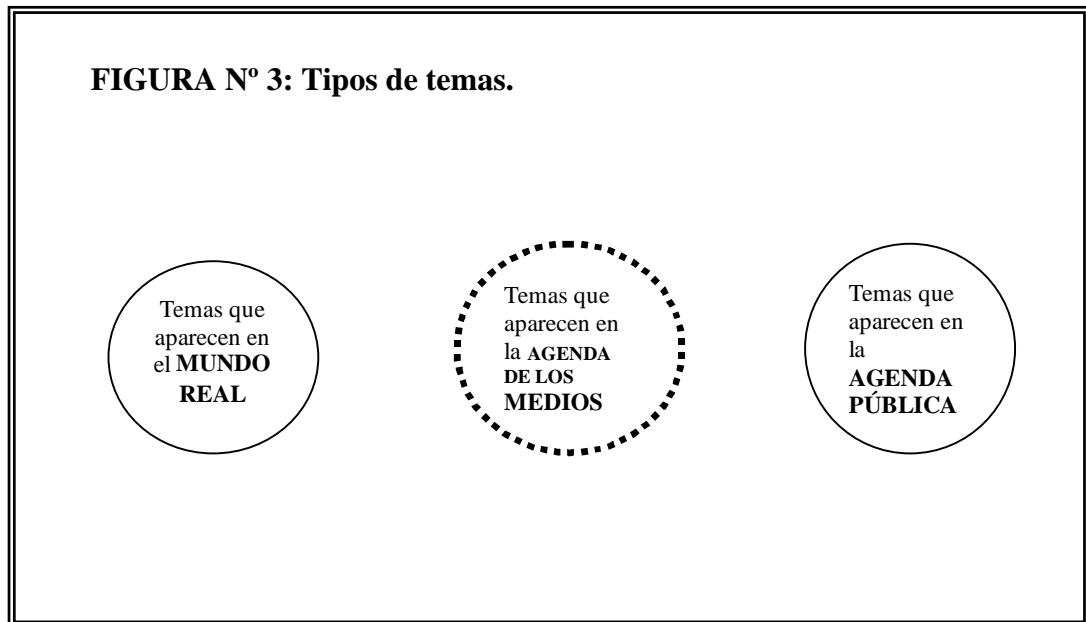 FIGURA Nº 3: Tipos de temas.
Temas que
aparecen en
el MUNDO
REAL
Temas que
aparecen en
la AGENDA
DE LOS
MEDIOS
Temas que
aparecen en
la
AGENDA
PÚBLICA